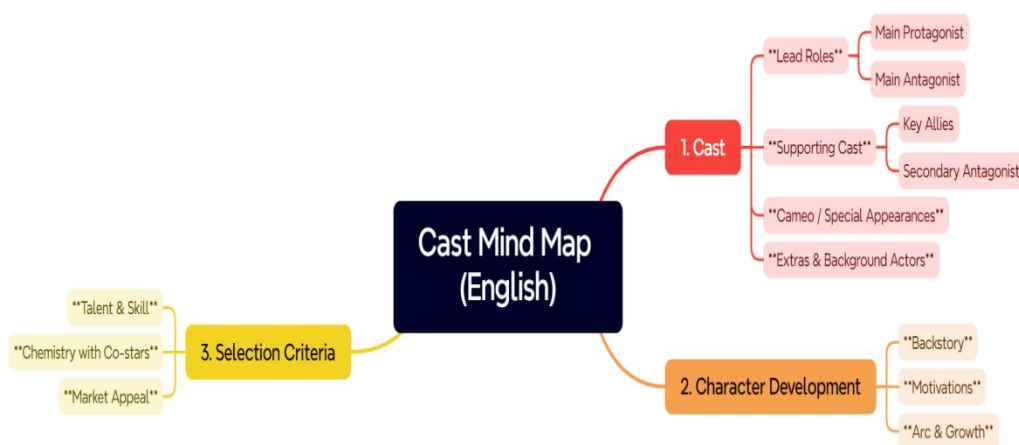 Cast Mind Map
(English)
1. Cast
**Lead Roles**
Main Protagonist
Main Antagonist
**Supporting Cast**
Key Allies
Secondary Antagonist
**Cameo / Special Appearances**
**Extras & Background Actors**
2. Character Development
**Backstory**
**Motivations**
**Arc & Growth**
3. Selection Criteria
**Talent & Skill**
**Chemistry with Co-stars**
**Market Appeal**